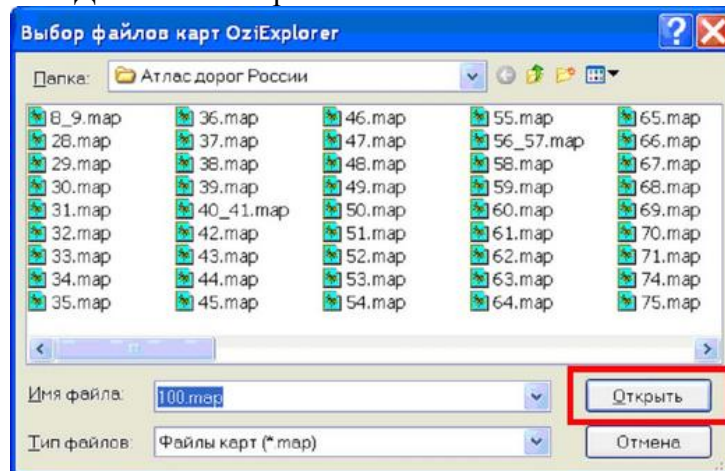 Выбор файлов карт OziExplorer
Папка: Атлас дорог России
8_9.map 36.map 46.map 55.map 65.map
28.map 37.map 47.map 56_57.map 66.map
29.map 38.map 48.map 58.map 67.map
30.map 39.map 49.map 59.map 68.map
31.map 40_41.map 50.map 60.map 69.map
32.map 42.map 51.map 61.map 70.map
33.map 43.map 52.map 62.map 71.map
34.map 44.map 53.map 63.map 74.map
35.map 45.map 54.map 64.map 75.map
Имя файла: 100.map Открыть
Тип файлов: Файлы карт (*.map) Отмена